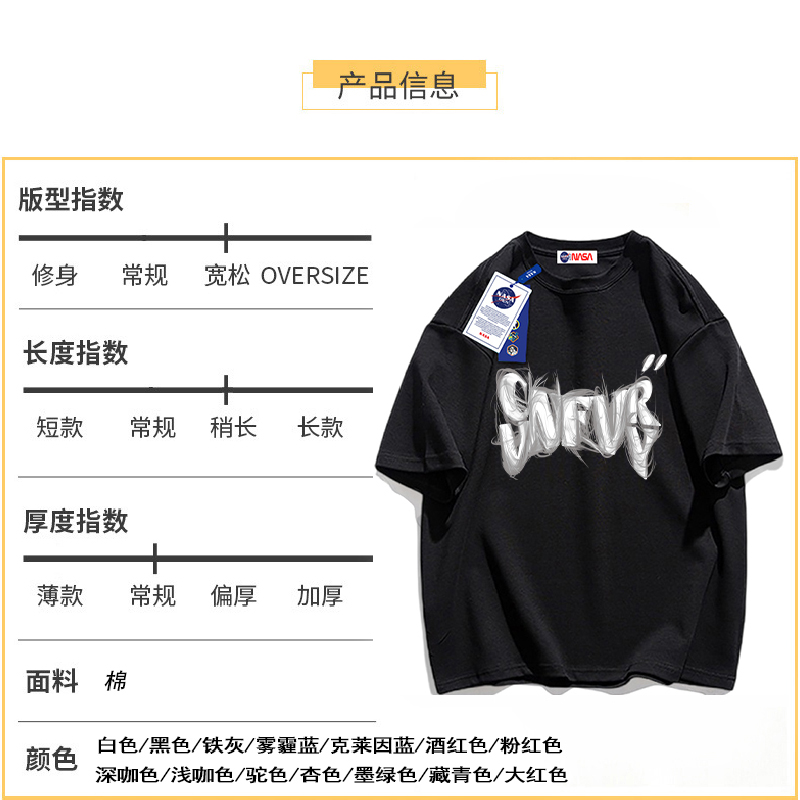 产品信息
版型指数
修身 常规 宽松 OVERSIZE
长度指数
短款 常规 稍长 长款
厚度指数
薄款 常规 偏厚 加厚
面料 棉
颜色 白色/黑色/铁灰/雾霾蓝/克莱因蓝/酒红色/粉红色
深咖色/浅咖色/驼色/杏色/墨绿色/藏青色/大红色
NASA
NASA
NASA